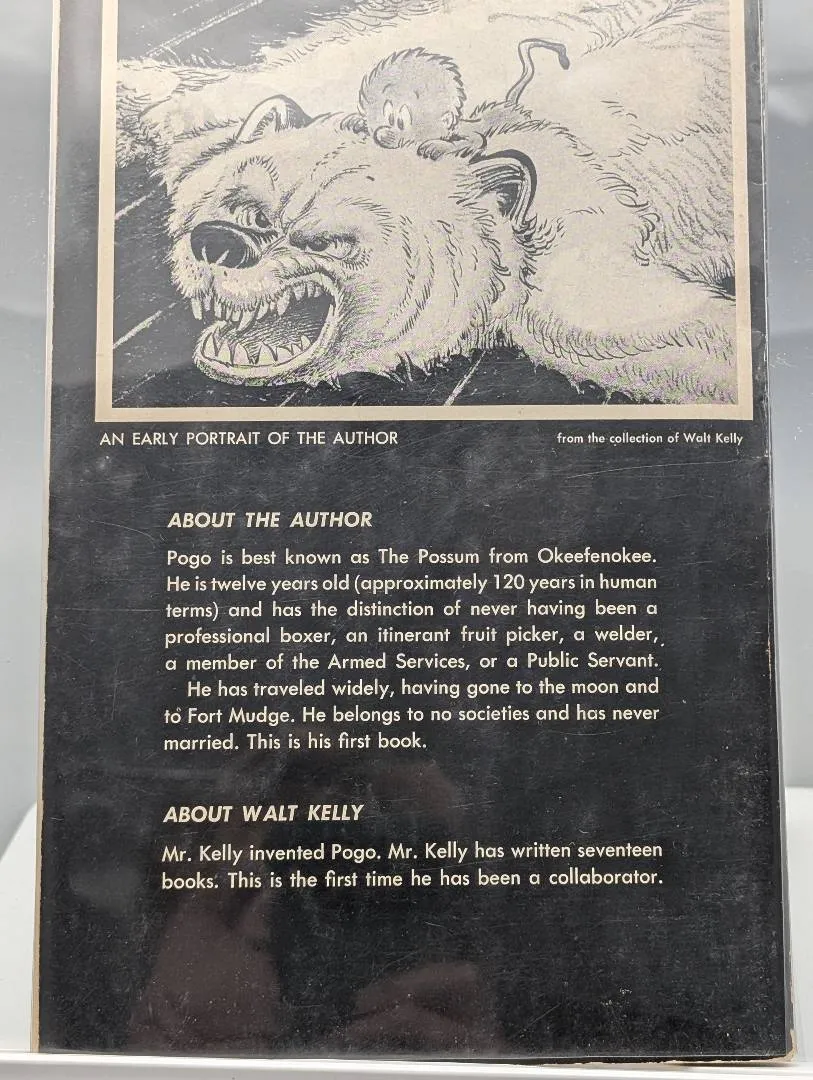 AN EARLY PORTRAIT OF THE AUTHOR
from the collection of Walt Kelly
ABOUT THE AUTHOR
Pogo is best known as The Possum from Okeefenokee.
He is twelve years old (approximately 120 years in human
terms) and has the distinction of never having been a
professional boxer, an itinerant fruit picker, a welder,
a member of the Armed Services, or a Public Servant.
He has traveled widely, having gone to the moon and
to Fort Mudge. He belongs to no societies and has never
married. This is his first book.
ABOUT WALT KELLY
Mr. Kelly invented Pogo. Mr. Kelly has written seventeen
books. This is the first time he has been a collaborator.